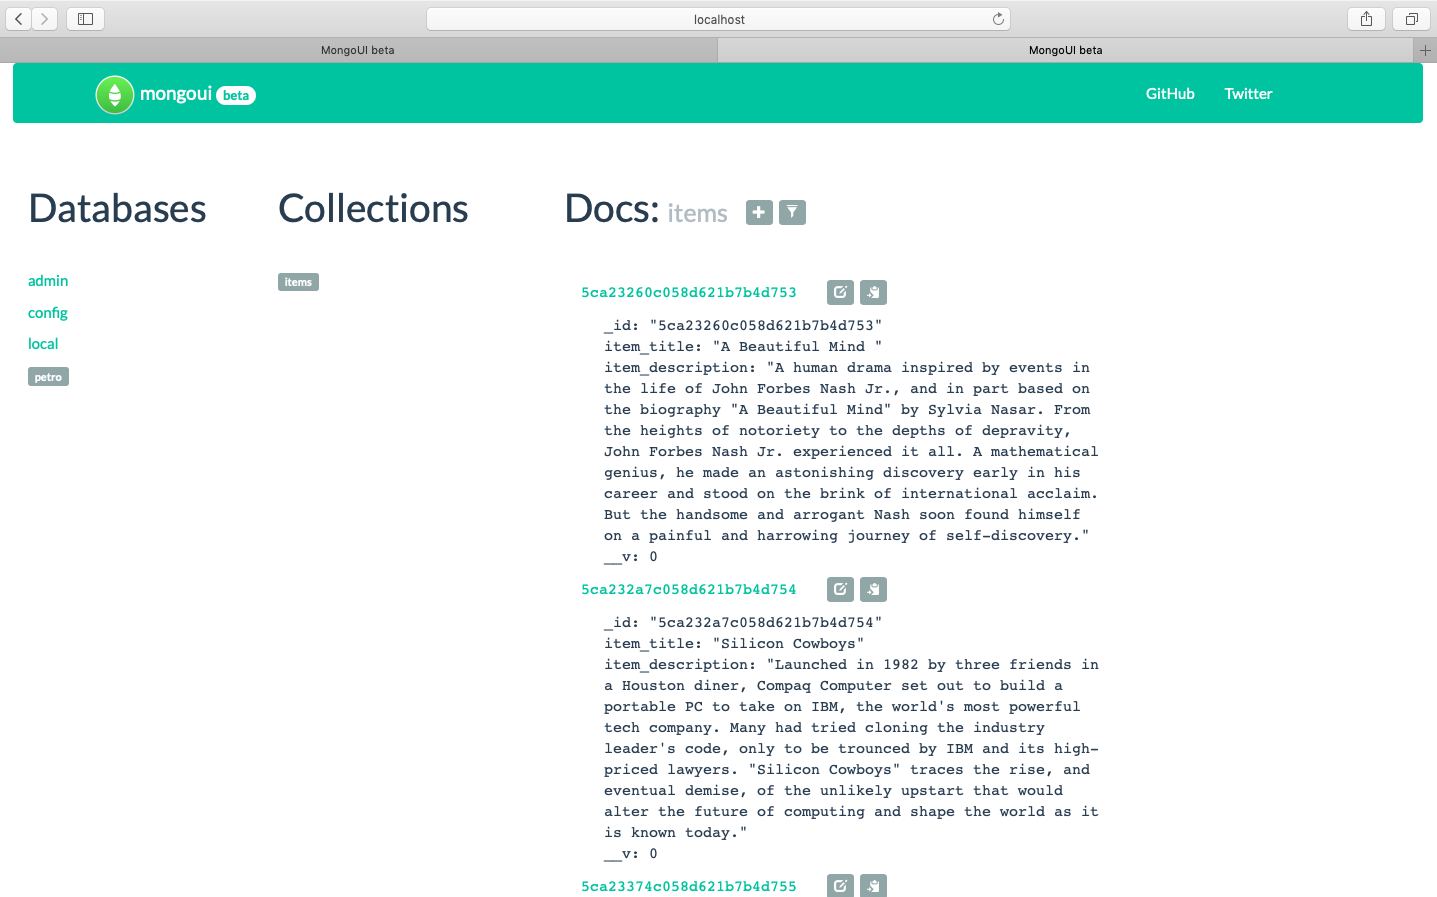 localhost
MongoUI beta
MongoUI beta
mongoui beta
GitHub Twitter
Databases
Collections
Docs: items
admin
config
local
petro
items
5ca23260c058d621b7b4d753
_id: "5ca23260c058d621b7b4d753"
item_title: "A Beautiful Mind "
item_description: "A human drama inspired by events in
the life of John Forbes Nash Jr., and in part based on
the biography "A Beautiful Mind" by Sylvia Nasar. From
the heights of notoriety to the depths of depravity,
John Forbes Nash Jr. experienced it all. A mathematical
genius, he made an astonishing discovery early in his
career and stood on the brink of international acclaim.
But the handsome and arrogant Nash soon found himself
on a painful and harrowing journey of self-discovery."
__v: 0
5ca232a7c058d621b7b4d754
_id: "5ca232a7c058d621b7b4d754"
item_title: "Silicon Cowboys"
item_description: "Launched in 1982 by three friends in
a Houston diner, Compaq Computer set out to build a
portable PC to take on IBM, the world's most powerful
tech company. Many had tried cloning the industry
leader's code, only to be trounced by IBM and its high-
priced lawyers. "Silicon Cowboys" traces the rise, and
eventual demise, of the unlikely upstart that would
alter the future of computing and shape the world as it
is known today."
__v: 0
5ca23374c058d621b7b4d755